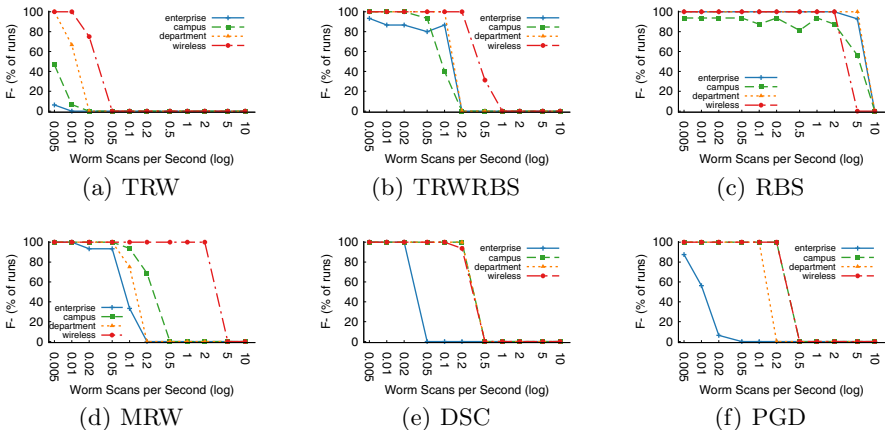 F- (% of runs)
100
80
60
40
20
0
enterprise
campus
department
wireless
0.005
0.01
0.02
0.05
0.1
0.2
0.5
1
2
5
10
Worm Scans per Second (log)
(a) TRW
F- (% of runs)
100
80
60
40
20
0
enterprise
campus
department
wireless
0.005
0.01
0.02
0.05
0.1
0.2
0.5
1
2
5
10
Worm Scans per Second (log)
(b) TRWRBS
F- (% of runs)
100
80
60
40
20
0
enterprise
campus
department
wireless
0.005
0.01
0.02
0.05
0.1
0.2
0.5
1
2
5
10
Worm Scans per Second (log)
(c) RBS
F- (% of runs)
100
80
60
40
20
0
enterprise
campus
department
wireless
0.005
0.01
0.02
0.05
0.1
0.2
0.5
1
2
5
10
Worm Scans per Second (log)
(d) MRW
F- (% of runs)
100
80
60
40
20
0
enterprise
campus
department
wireless
0.005
0.01
0.02
0.05
0.1
0.2
0.5
1
2
5
10
Worm Scans per Second (log)
(e) DSC
F- (% of runs)
100
80
60
40
20
0
enterprise
campus
department
wireless
0.005
0.01
0.02
0.05
0.1
0.2
0.5
1
2
5
10
Worm Scans per Second (log)
(f) PGD